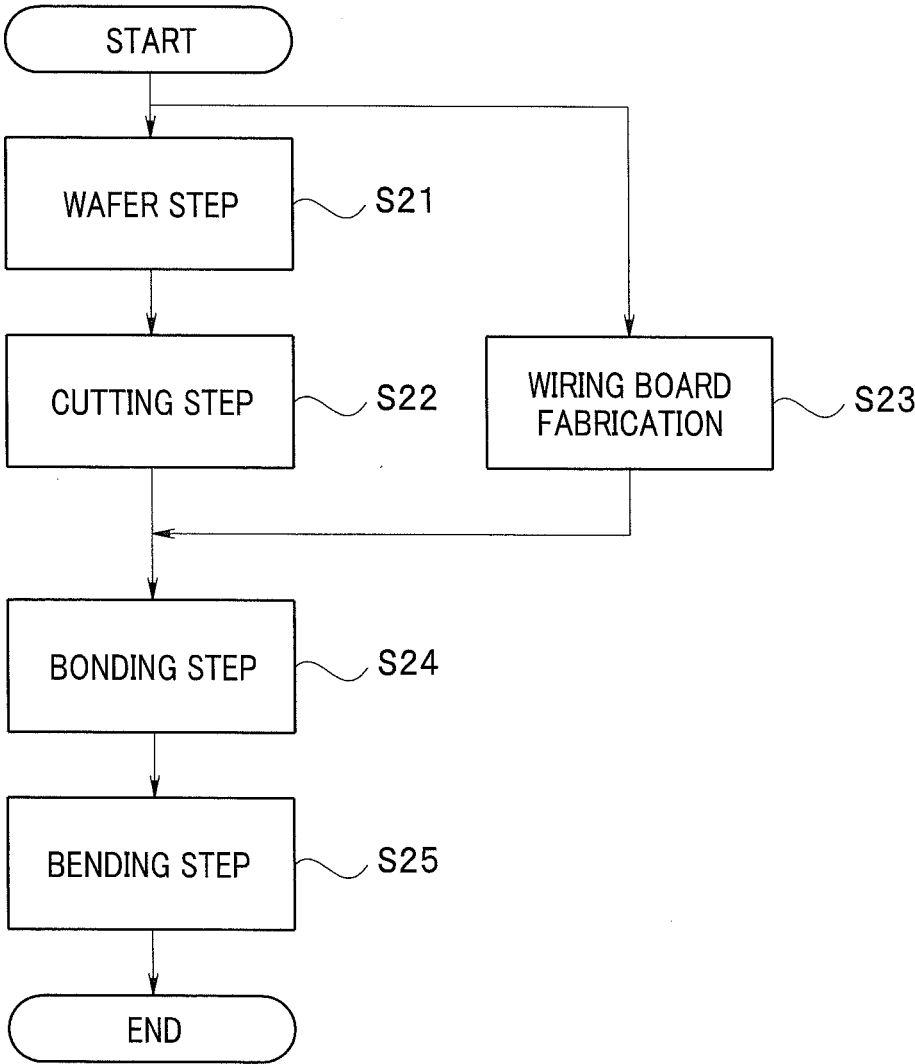 START
WAFER STEP
S21
CUTTING STEP
S22
WIRING BOARD
FABRICATION
S23
BONDING STEP
S24
BENDING STEP
S25
END